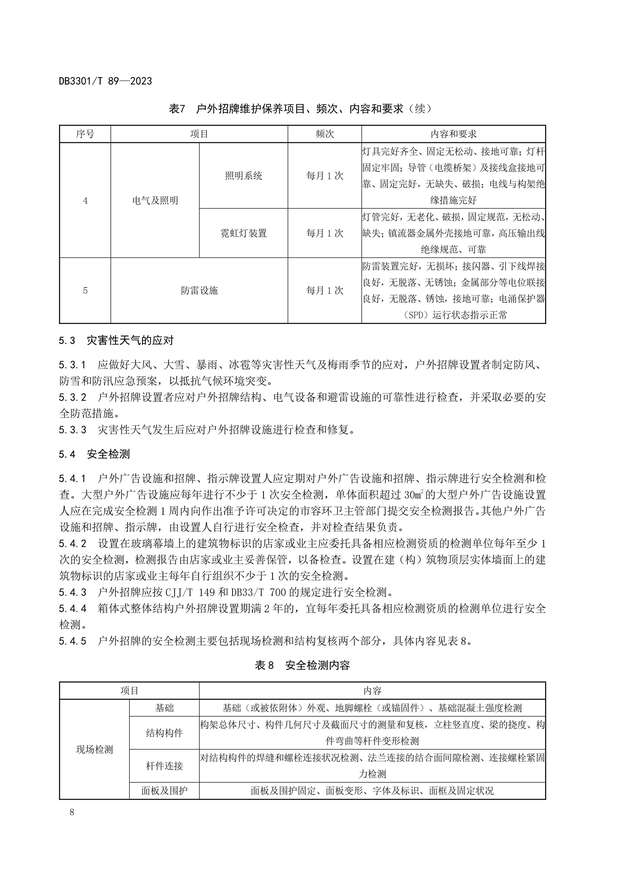 DB3301/T 89—2023
表7 户外招牌维护保养项目、频次、内容和要求（续）
序号 项目 频次 内容和要求
4 电气及照明 照明系统 每月 1 次 灯具完好齐全、固定无松动、接地可靠；灯杆
固定牢固；导管（电缆桥架）及接线盒接地可
靠、固定完好，无缺失、破损；电线与构架绝
缘措施完好
霓虹灯装置 每月 1 次 灯管完好，无老化、破损，固定规范，无松动、
缺失；镇流器金属外壳接地可靠，高压输出线
绝缘规范、可靠
5 防雷设施 每月 1 次 防雷装置完好，无损坏；接闪器、引下线焊接
良好，无脱落、无锈蚀；金属部分等电位联接
良好，无脱落、锈蚀，接地可靠；电涌保护器
（SPD）运行状态指示正常
5.3 灾害性天气的应对
5.3.1 应做好大风、大雪、暴雨、冰雹等灾害性天气及梅雨季节的应对，户外招牌设置者制定防风、
防雪和防汛应急预案，以抵抗气候环境突变。
5.3.2 户外招牌设置者应对户外招牌结构、电气设备和避雷设施的可靠性进行检查，并采取必要的安
全防范措施。
5.3.3 灾害性天气发生后应对户外招牌设施进行检查和修复。
5.4 安全检测
5.4.1 户外广告设施和招牌、指示牌设置人应定期对户外广告设施和招牌、指示牌进行安全检测和检
查。大型户外广告设施应每年进行不少于 1 次安全检测，单体面积超过 30m²的大型户外广告设施设置
人应在完成安全检测 1 周内向作出准予许可决定的市容环卫主管部门提交安全检测报告。其他户外广告
设施和招牌、指示牌，由设置人自行进行安全检查，并对检查结果负责。
5.4.2 设置在玻璃幕墙上的建筑物标识的店家或业主应委托具备相应检测资质的检测单位每年至少 1
次的安全检测，检测报告由店家或业主妥善保管，以备检查。设置在建（构）筑物顶层实体墙面上的建
筑物标识的店家或业主每年自行组织不少于 1 次的安全检测。
5.4.3 户外招牌应按 CJJ/T 149 和 DB33/T 700 的规定进行安全检测。
5.4.4 箱体式整体结构户外招牌设置期满 2 年的，宜每年委托具备相应检测资质的检测单位进行安全
检测。
5.4.5 户外招牌的安全检测主要包括现场检测和结构复核两个部分，具体内容见表 8。
表 8 安全检测内容
项目 内容
现场检测 基础 基础（或被依附体）外观、地脚螺栓（或锚固件）、基础混凝土强度检测
结构构件 构架总体尺寸、构件几何尺寸及截面尺寸的测量和复核，立柱竖直度、梁的挠度、构
件弯曲等杆件变形检测
杆件连接 对结构构件的焊缝和螺栓连接状况检测、法兰连接的结合面间隙检测、连接螺栓紧固
力检测
面板及围护 面板及围护固定、面板变形、字体及标识、面框及固定状况
8